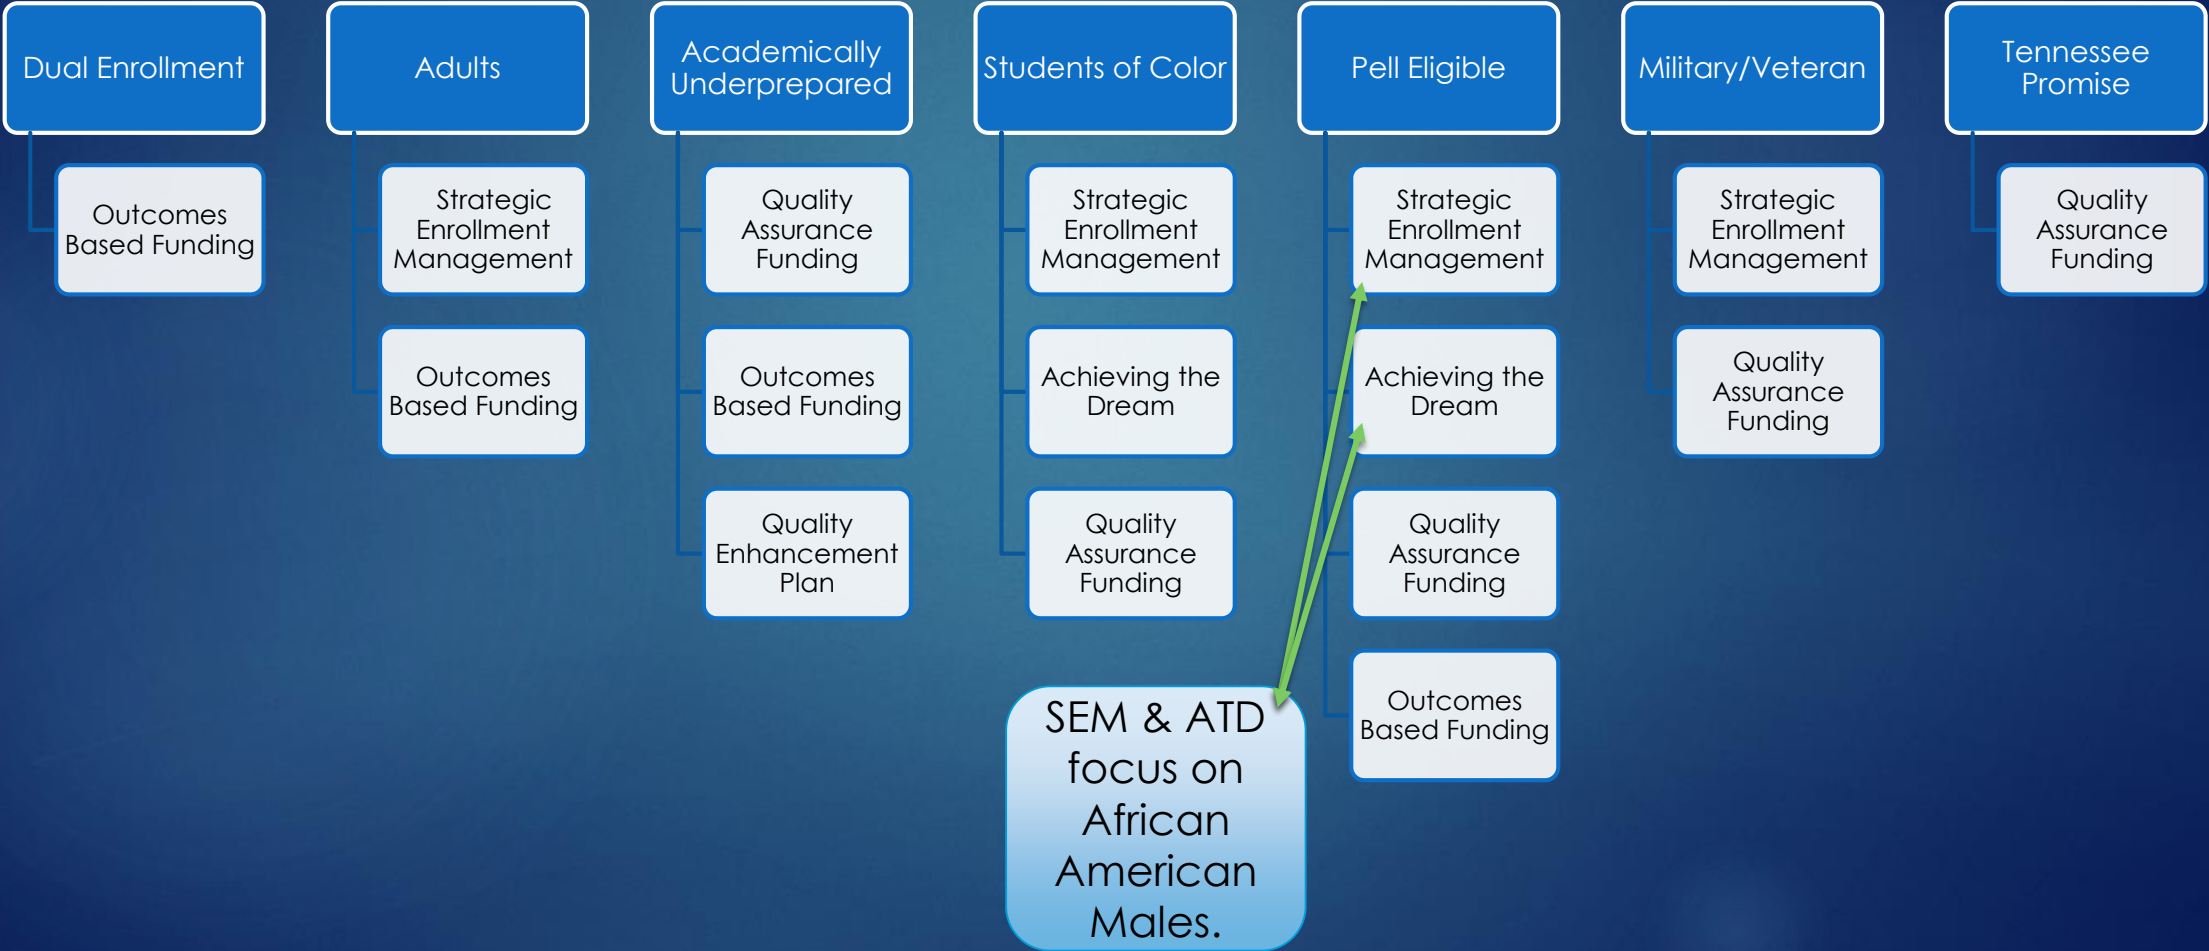 Dual Enrollment
Outcomes
Based Funding
Adults
Strategic
Enrollment
Management
Outcomes
Based Funding
Academically
Underprepared
Quality
Assurance
Funding
Outcomes
Based Funding
Quality
Enhancement
Plan
Students of Color
Strategic
Enrollment
Management
Achieving the
Dream
Quality
Assurance
Funding
Pell Eligible
Strategic
Enrollment
Management
Achieving the
Dream
Quality
Assurance
Funding
Outcomes
Based Funding
Military/Veteran
Strategic
Enrollment
Management
Quality
Assurance
Funding
Tennessee
Promise
Quality
Assurance
Funding
SEM & ATD
focus on
African
American
Males.